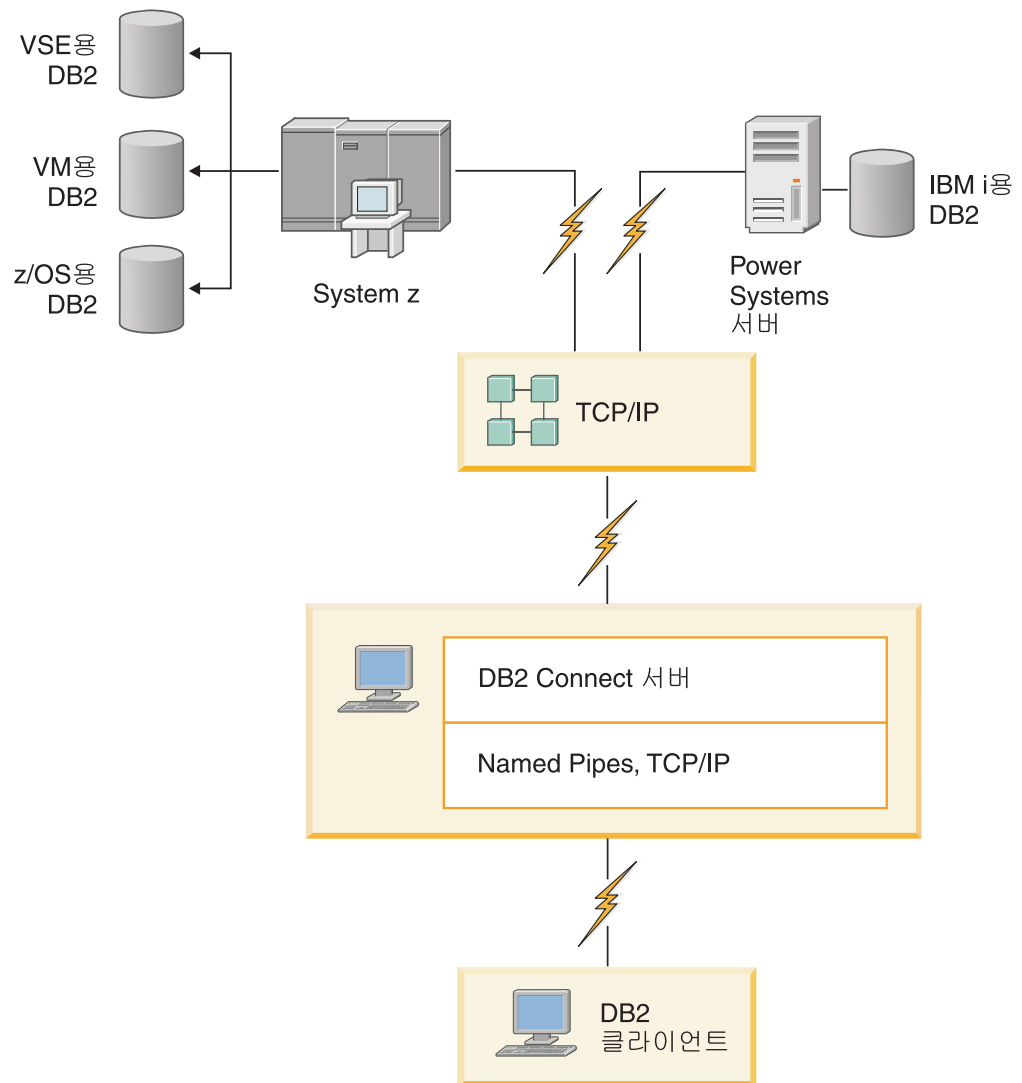 VSE용
DB2
VM용
DB2
z/OS용
DB2
System z
Power
Systems
서버
IBM i용
DB2
TCP/IP
DB2 Connect 서버
Named Pipes, TCP/IP
DB2
클라이언트